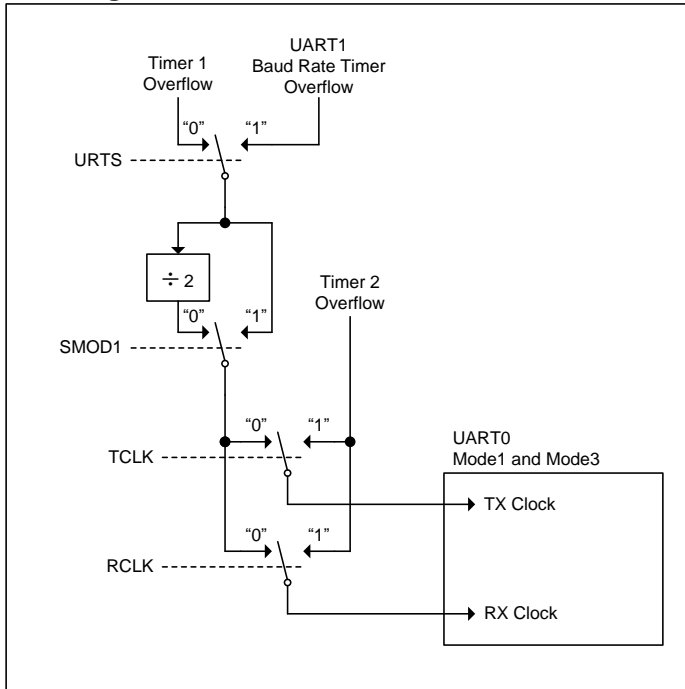 UART1
Timer 1 Baud Rate Timer
Overflow Overflow
“0” “1”
URTS
÷ 2
Timer 2
Overflow
“0” “1”
SMOD1
“0” “1”
UART0
Mode1 and Mode3
TCLK
TX Clock
“0” “1”
RCLK
RX Clock